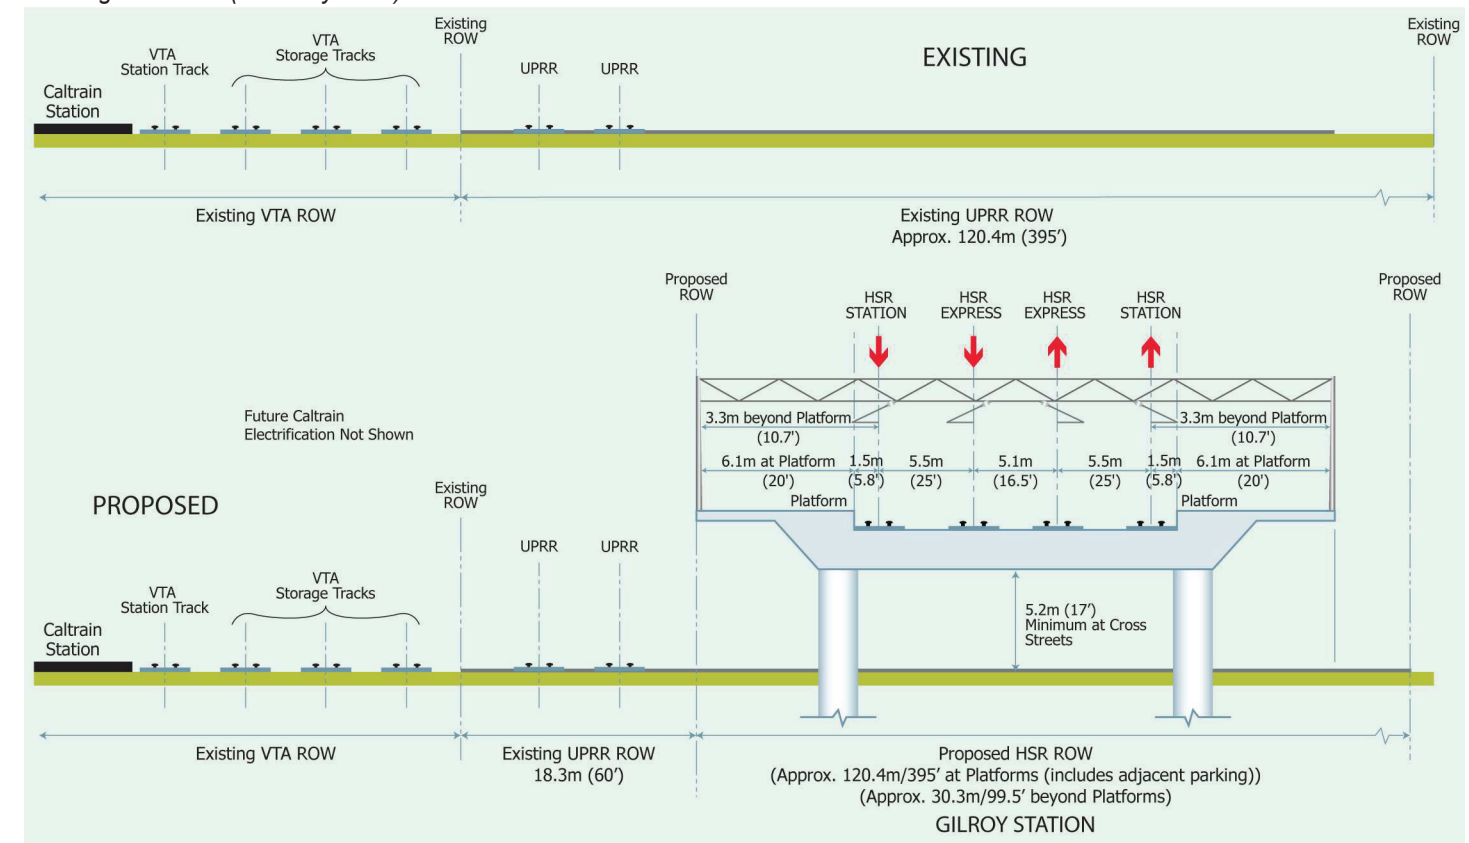 Existing
ROW
Existing
ROW
EXISTING
VTA
Station Track
VTA
Storage Tracks
UPRR
UPRR
Caltrain
Station
Existing VTA ROW
Existing UPRR ROW
Approx. 120.4m (395’)
Proposed
ROW
Proposed
ROW
HSR
STATION
HSR
EXPRESS
HSR
EXPRESS
HSR
STATION
Future Caltrain
Electrification Not Shown
3.3m beyond Platform
(10.7')
3.3m beyond Platform
(10.7')
6.1m at Platform
(20')
1.5m
(5.8')
5.5m
(25')
5.1m
(16.5')
5.5m
(25')
1.5m
(5.8')
6.1m at Platform
(20')
Platform
Platform
PROPOSED
Existing
ROW
UPRR
UPRR
VTA
Station Track
VTA
Storage Tracks
Caltrain
Station
5.2m (17’)
Minimum at Cross
Streets
Existing VTA ROW
Existing UPRR ROW
18.3m (60’)
Proposed HSR ROW
(Approx. 120.4m/395’ at Platforms (includes adjacent parking))
(Approx. 30.3m/99.5’ beyond Platforms)
GILROY STATION